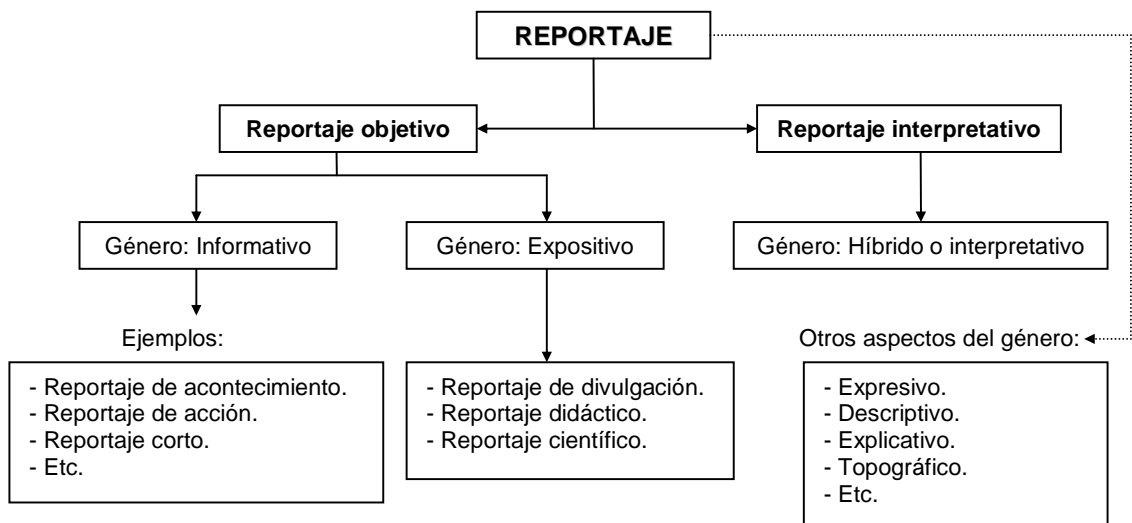 REPORTAJE
Reportaje objetivo
Reportaje interpretativo
Género: Informativo
Género: Expositivo
Género: Híbrido o interpretativo
Ejemplos:
- Reportaje de acontecimiento.
- Reportaje de acción.
- Reportaje corto.
- Etc.
- Reportaje de divulgación.
- Reportaje didáctico.
- Reportaje científico.
Otros aspectos del género:
- Expresivo.
- Descriptivo.
- Explicativo.
- Topográfico.
- Etc.